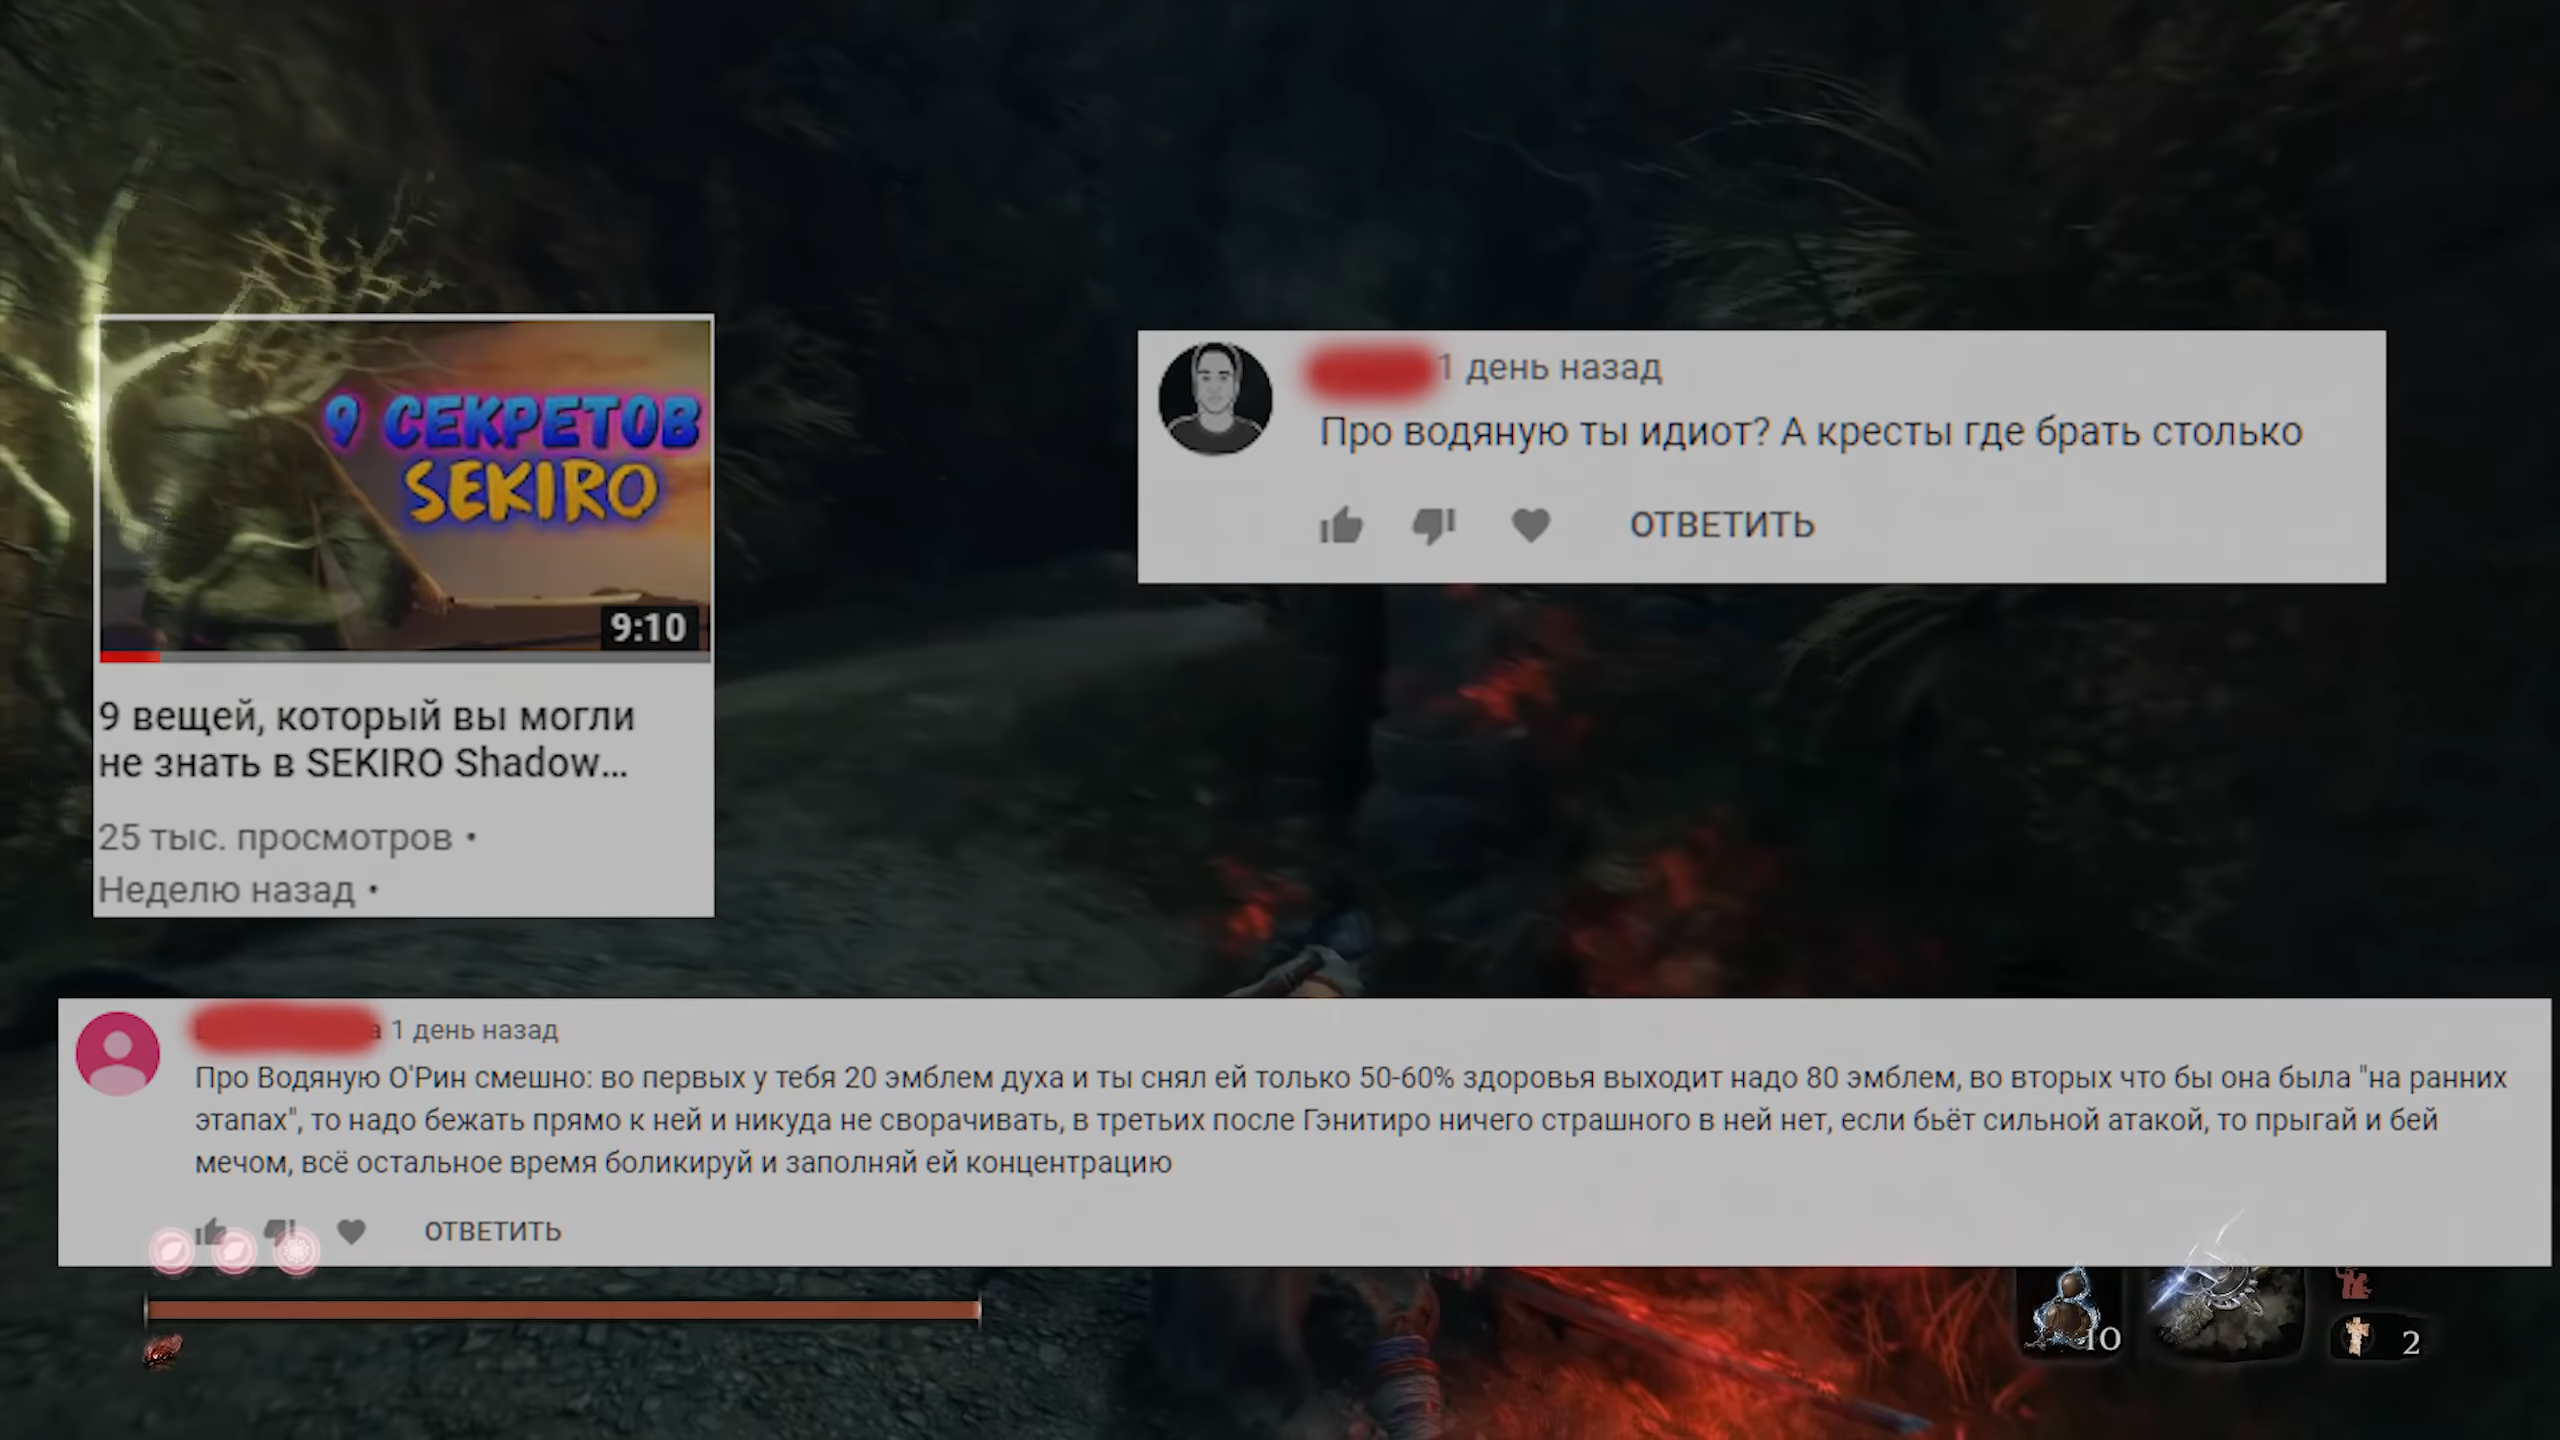 9 СЕКРЕТОВ
SEKIRO
9:10
9 вещей, который вы могли
не знать в SEKIRO Shadow...
25 тыс. просмотров •
Неделю назад •
1 день назад
Про водяную ты идиот? А кресты где брать столько
ОТВЕТИТЬ
а 1 день назад
Про Водяную О'Рин смешно: во первых у тебя 20 эмблем духа и ты снял ей только 50-60% здоровья выходит надо 80 эмблем, во вторых что бы она была "на ранних
этапах", то надо бежать прямо к ней и никуда не сворачивать, в третьих после Гэнитиро ничего страшного в ней нет, если бьёт сильной атакой, то прыгай и бей
мечом, всё остальное время боликируй и заполняй ей концентрацию
ОТВЕТИТЬ
10
2